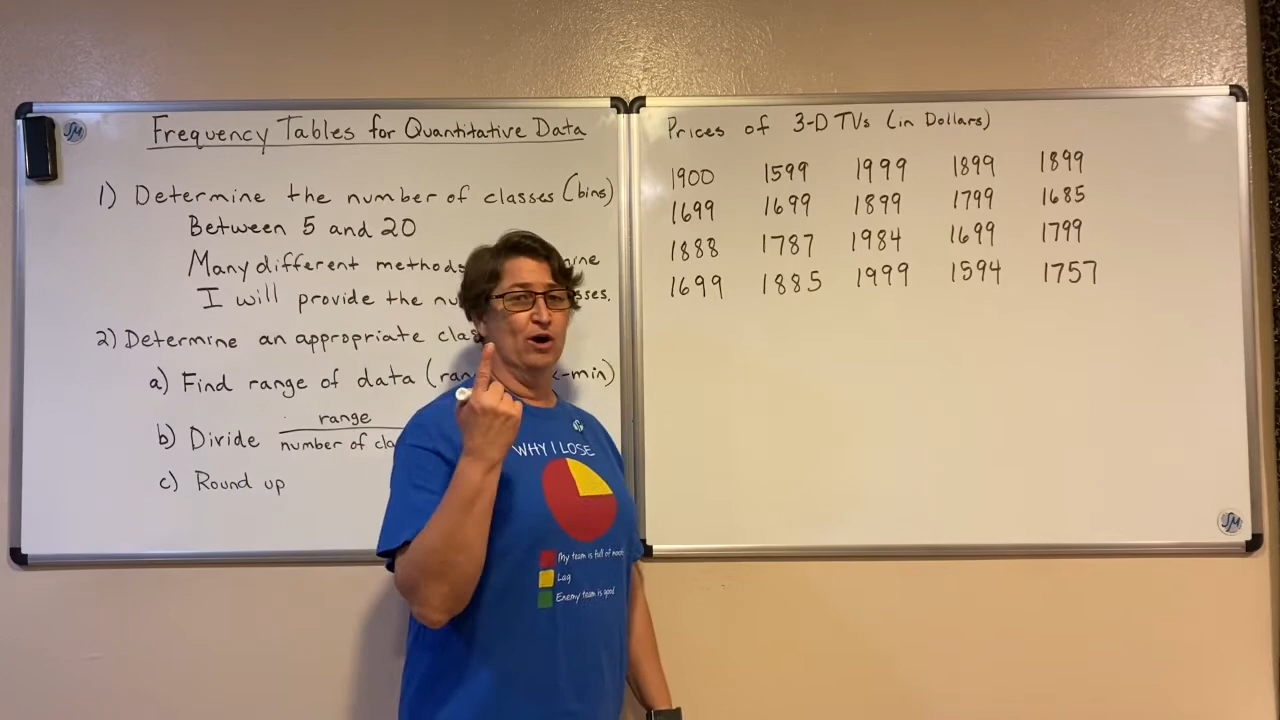 Frequency Tables for Quantitative Data
1) Determine the number of classes (bins)
Between 5 and 20
Many different methods
I will provide the
2) Determine an appropriate
a) Find range of data (
-min)
b) Divide range
number of
c) Round up
Prices of 3-D TVs (in Dollars)
1900 1599 1999 1899 1899
1699 1699 1899 1799 1685
1888 1787 1984 1699 1799
1699 1885 1999 1594 1757
WHY I LOSE
My team is full of
Lag
Enemy team is good
SM
SM